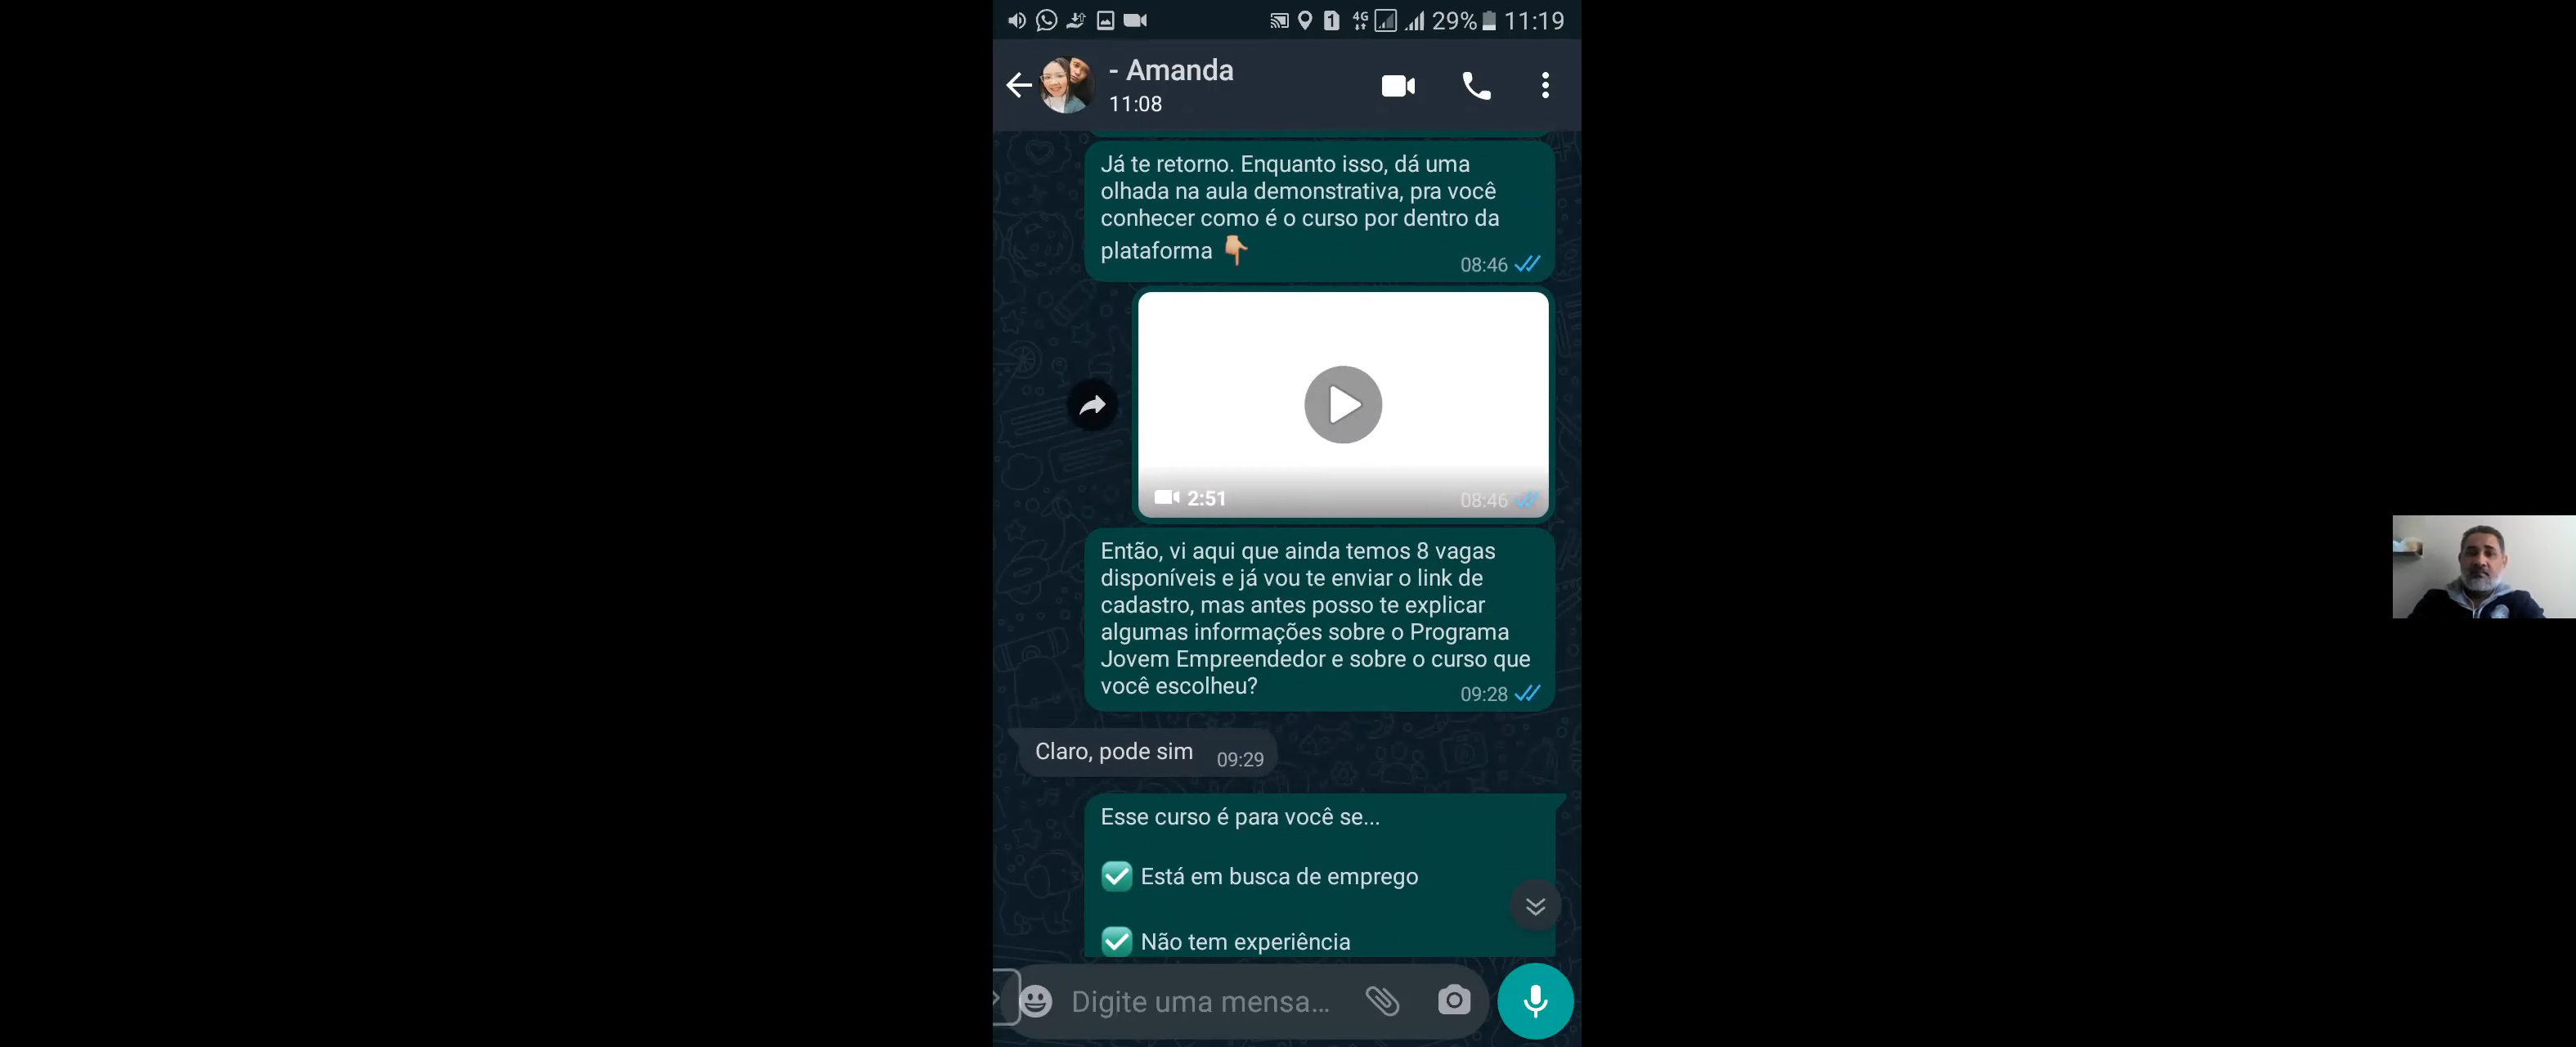 1 4G 29% 11:19
- Amanda
11:08
Já te retorno. Enquanto isso, dá uma
olhada na aula demonstrativa, pra você
conhecer como é o curso por dentro da
plataforma 👇
08:46
2:51 08:46
Então, vi aqui que ainda temos 8 vagas
disponíveis e já vou te enviar o link de
cadastro, mas antes posso te explicar
algumas informações sobre o Programa
Jovem Empreendedor e sobre o curso que
você escolheu?
09:28
Claro, pode sim 09:29
Esse curso é para você se...
✅ Está em busca de emprego
✅ Não tem experiência
Digite uma mensa...